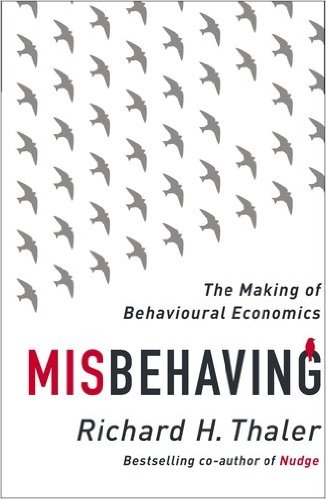 The Making of
Behavioural Economics
MISBEHAVING
Richard H. Thaler
Bestselling co-author of Nudge